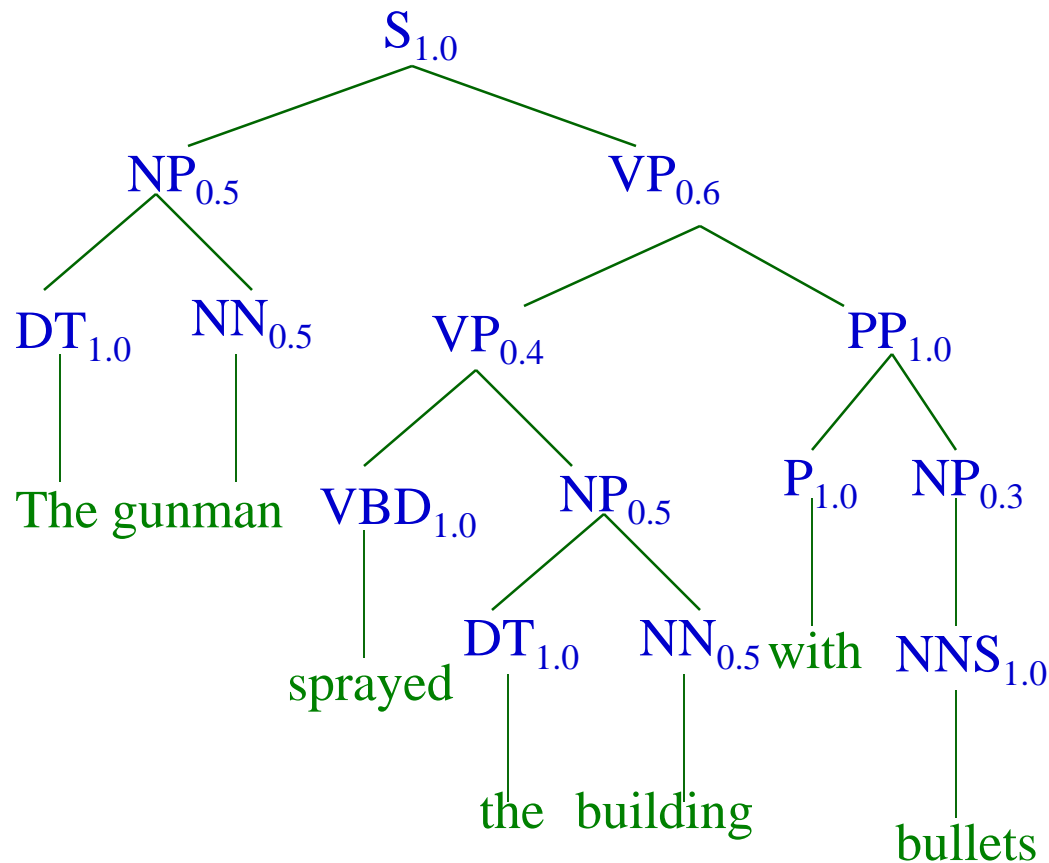 S1.0
NP0.5 VP0.6
DT1.0 NN0.5 VP0.4 PP1.0
The gunman VBD1.0 NP0.5 P1.0 NP0.3
sprayed DT1.0 NN0.5 with NNS1.0
the building bullets